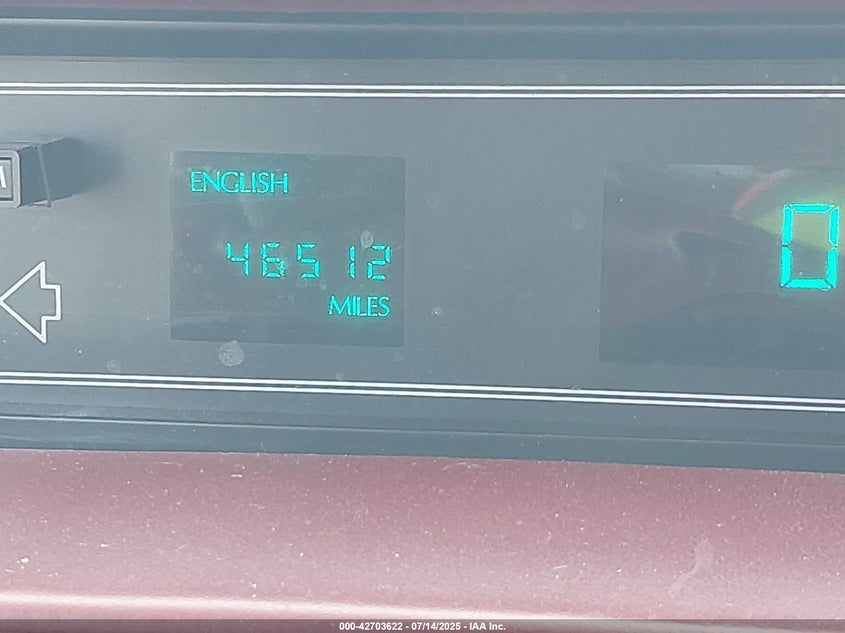 ENGLISH
46512
MILES
0
000-42703622 - 07/14/2025 - IAA Inc.